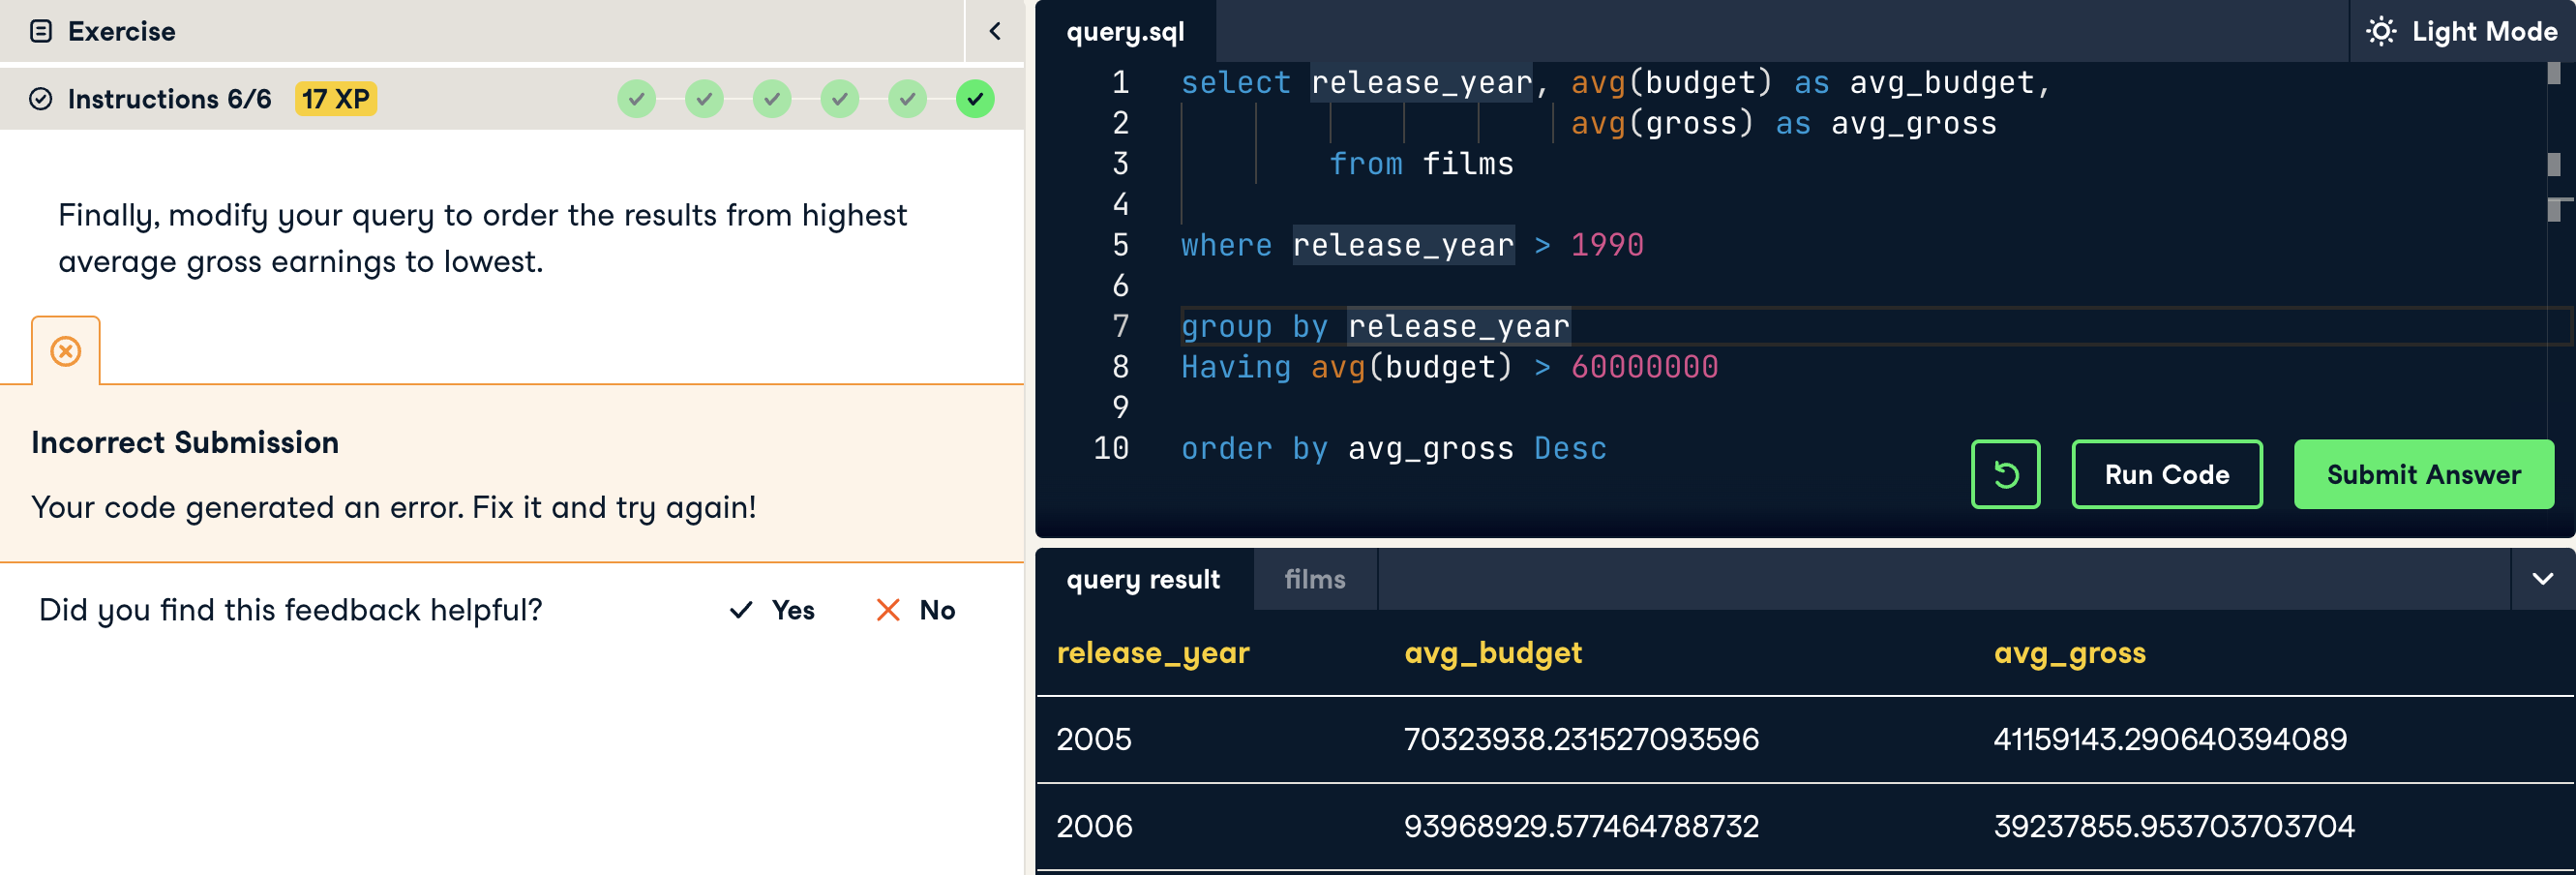 Exercise
Instructions 6/6 17 XP
Finally, modify your query to order the results from highest
average gross earnings to lowest.
Incorrect Submission
Your code generated an error. Fix it and try again!
Did you find this feedback helpful? Yes No
query.sql Light Mode
1 select release_year, avg(budget) as avg_budget,
2 avg(gross) as avg_gross
3 from films
4
5 where release_year > 1990
6
7 group by release_year
8 Having avg(budget) > 60000000
9
10 order by avg_gross Desc
Run Code Submit Answer
query result films
release_year avg_budget avg_gross
2005 70323938.231527093596 41159143.290640394089
2006 93968929.577464788732 39237855.953703703704